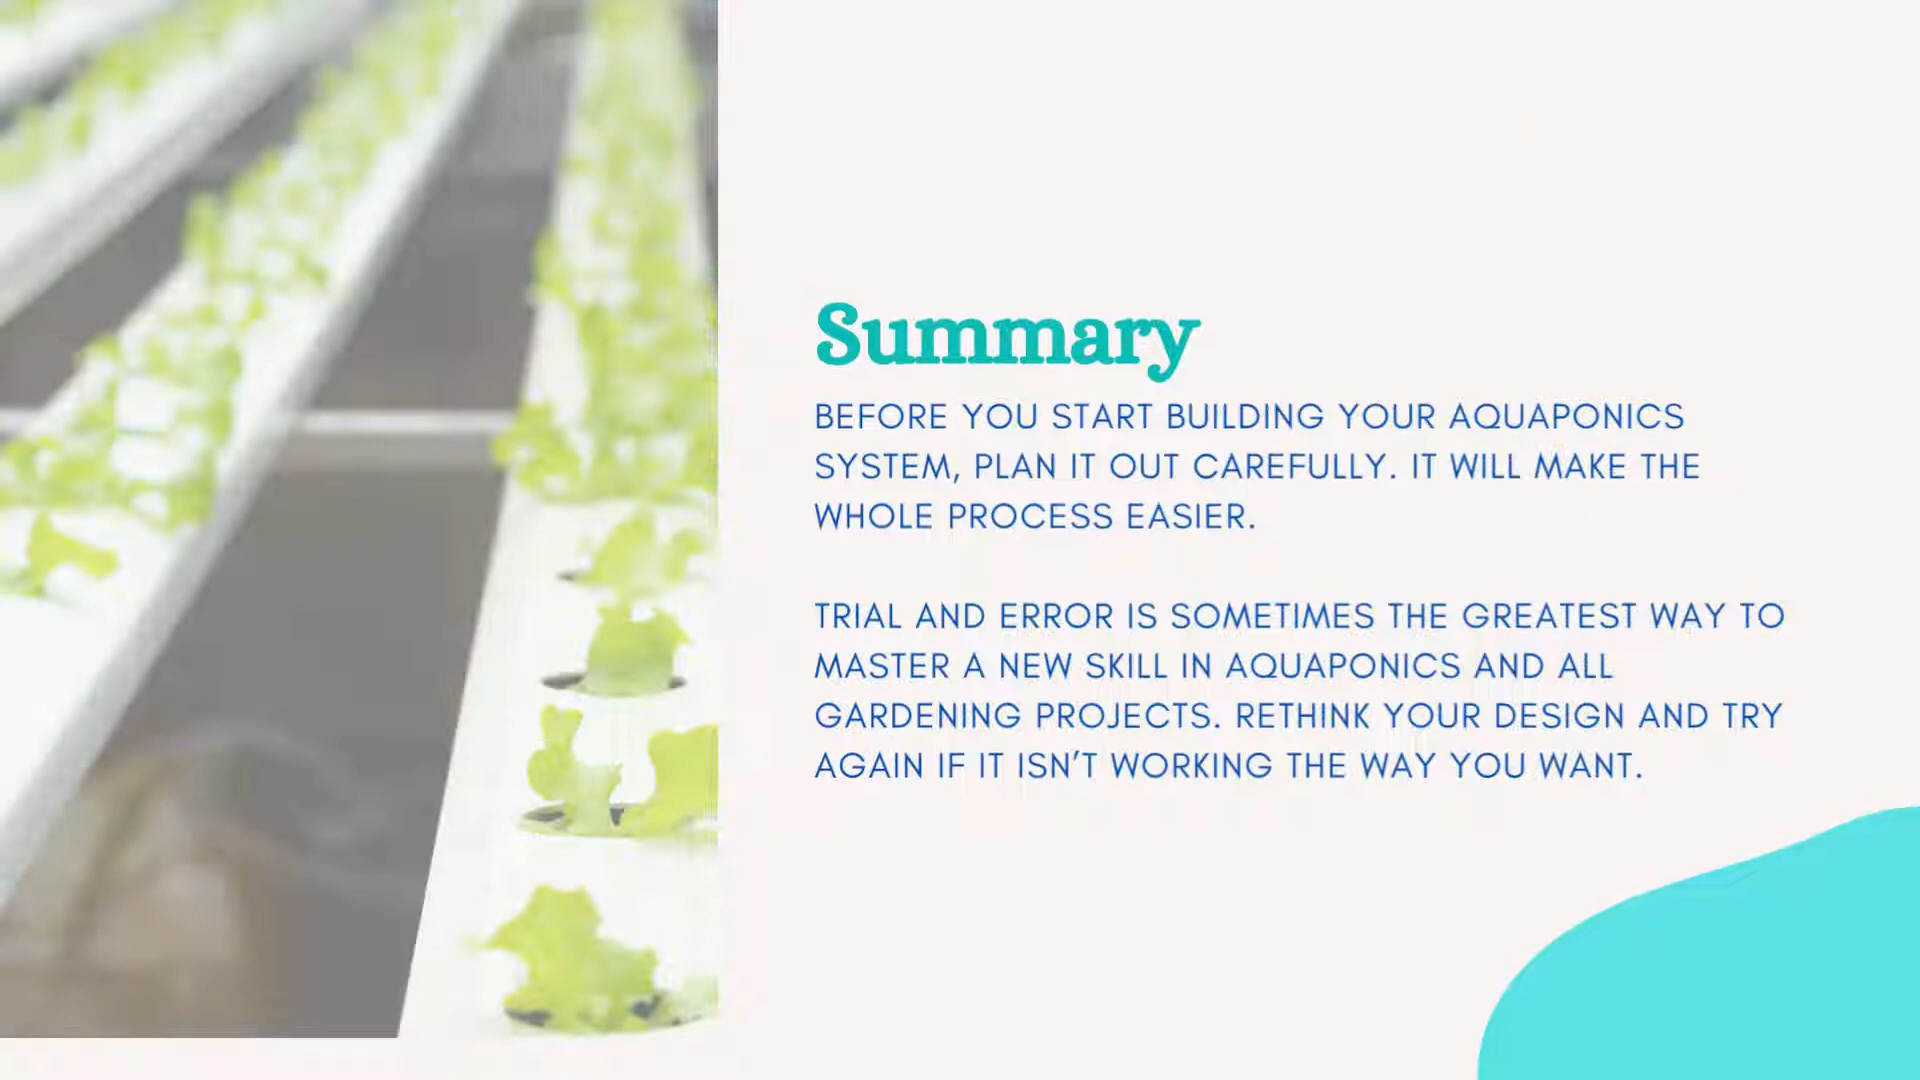 Summary
BEFORE YOU START BUILDING YOUR AQUAPONICS
SYSTEM, PLAN IT OUT CAREFULLY. IT WILL MAKE THE
WHOLE PROCESS EASIER.
TRIAL AND ERROR IS SOMETIMES THE GREATEST WAY TO
MASTER A NEW SKILL IN AQUAPONICS AND ALL
GARDENING PROJECTS. RETHINK YOUR DESIGN AND TRY
AGAIN IF IT ISN’T WORKING THE WAY YOU WANT.